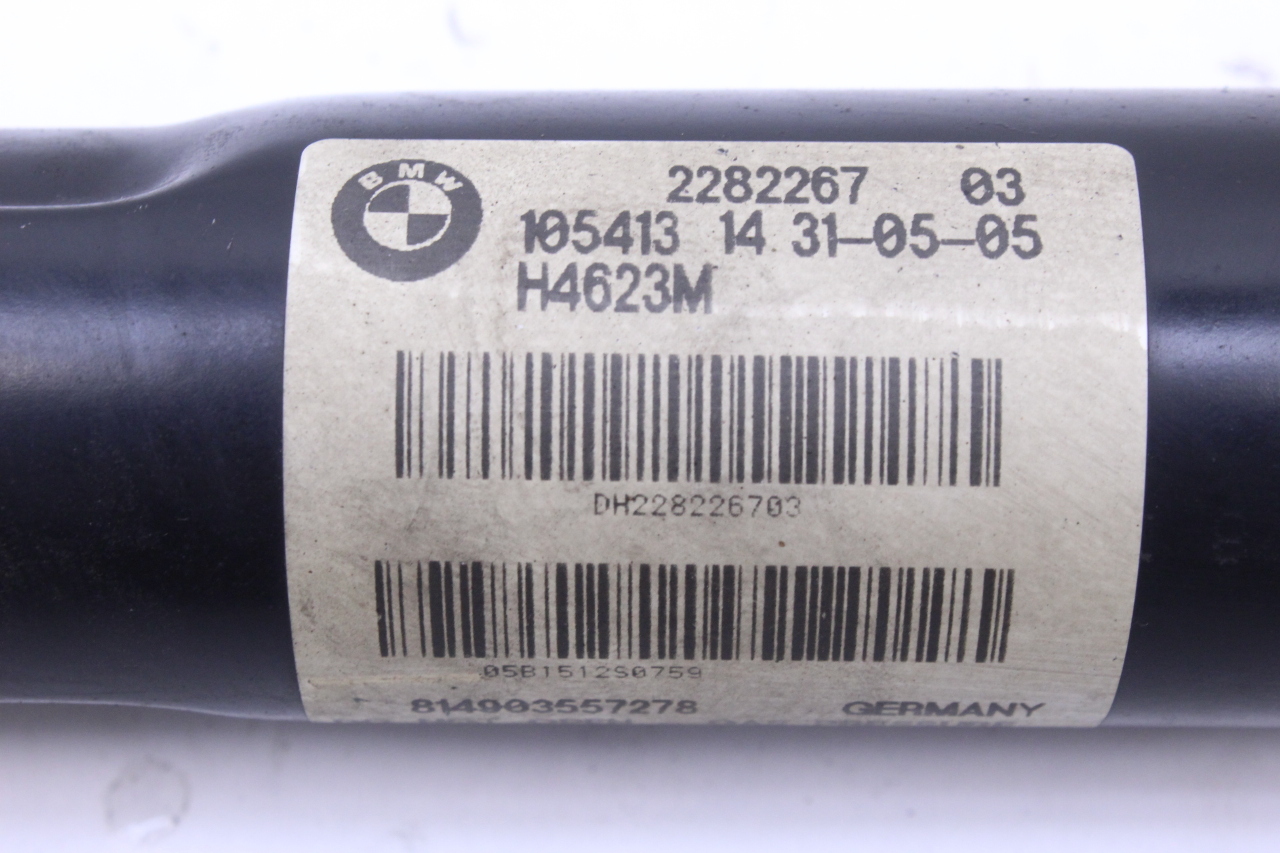 BMW
2282267 03
105413 14 31-05-05
H4623M
DH228226703
05B1512S0759
814903557278 GERMANY